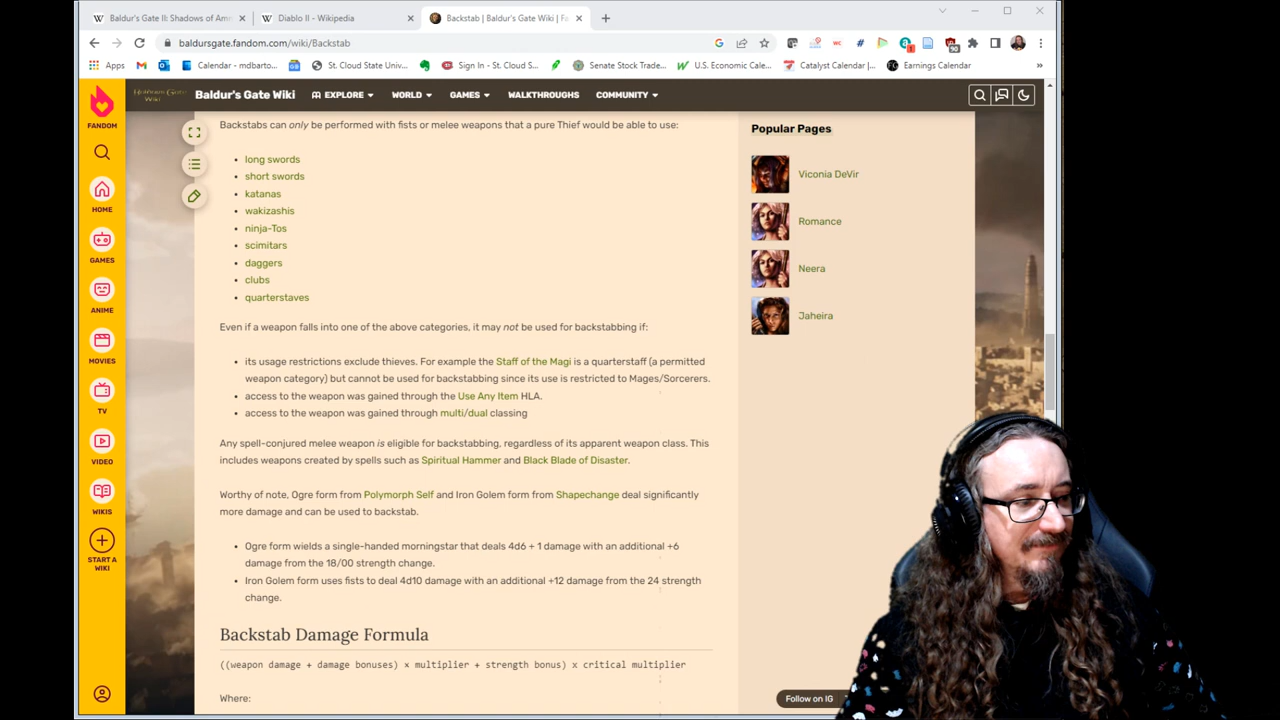 Baldur's Gate II: Shadows of Am
Diablo II - Wikipedia
Backstab | Baldur's Gate Wiki | Fa
baldursgate.fandom.com/wiki/Backstab
Apps
Calendar - mdbarto...
St. Cloud State Univ...
Sign In - St. Cloud S...
Senate Stock Trade...
U.S. Economic Cale...
Catalyst Calendar |...
Earnings Calendar
»
FANDOM
HOME
GAMES
ANIME
MOVIES
TV
VIDEO
WIKIS
START A
WIKI
Baldur's Gate Wiki
EXPLORE
WORLD
GAMES
WALKTHROUGHS
COMMUNITY
Backstabs can only be performed with fists or melee weapons that a pure Thief would be able to use:
long swords
short swords
katanas
wakizashis
ninja-Tos
scimitars
daggers
clubs
quarterstaves
Even if a weapon falls into one of the above categories, it may not be used for backstabbing if:
its usage restrictions exclude thieves. For example the Staff of the Magi is a quarterstaff (a permitted
weapon category) but cannot be used for backstabbing since its use is restricted to Mages/Sorcerers.
access to the weapon was gained through the Use Any Item HLA.
access to the weapon was gained through multi/dual classing
Any spell-conjured melee weapon is eligible for backstabbing, regardless of its apparent weapon class. This
includes weapons created by spells such as Spiritual Hammer and Black Blade of Disaster.
Worthy of note, Ogre form from Polymorph Self and Iron Golem form from Shapechange deal significantly
more damage and can be used to backstab.
Ogre form wields a single-handed morningstar that deals 4d6 + 1 damage with an additional +6
damage from the 18/00 strength change.
Iron Golem form uses fists to deal 4d10 damage with an additional +12 damage from the 24 strength
change.
Backstab Damage Formula
((weapon damage + damage bonuses) × multiplier + strength bonus) x critical multiplier
Where:
Popular Pages
Viconia DeVir
Romance
Neera
Jaheira
Follow on IG